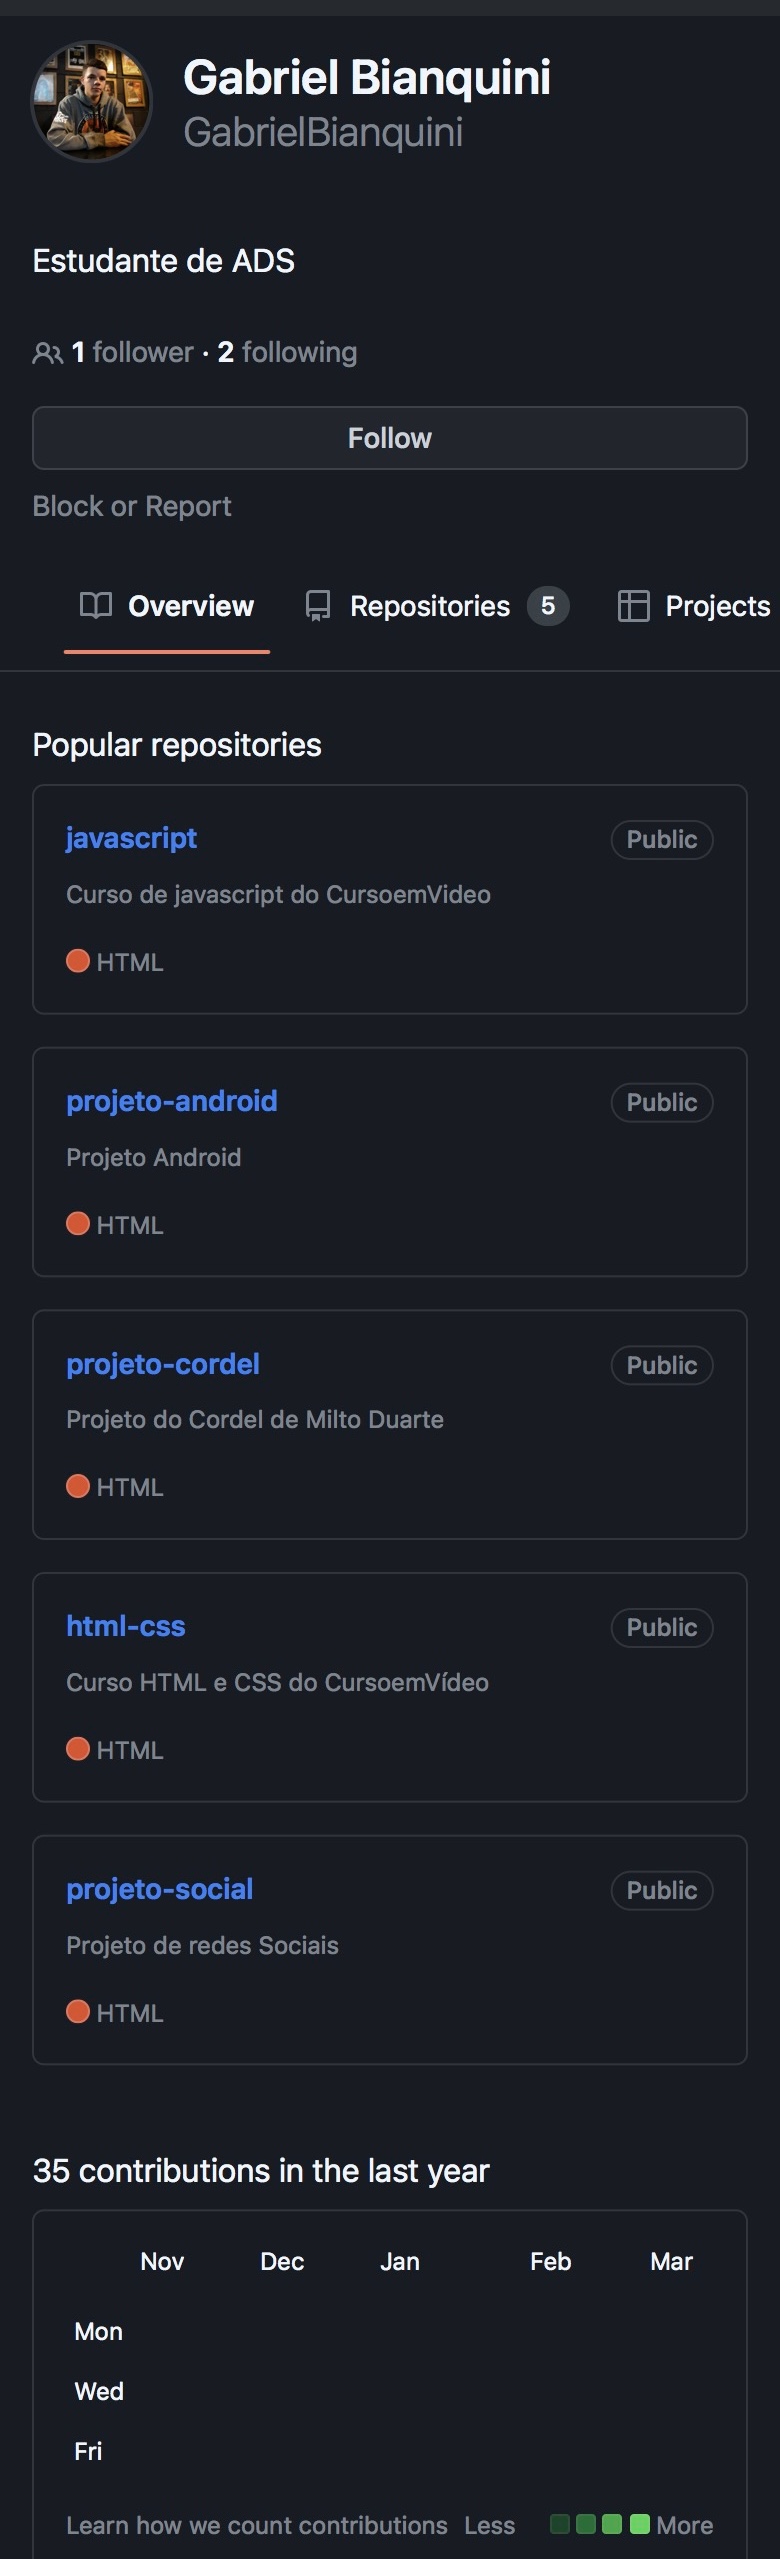 Gabriel Bianquini
GabrielBianquini
Estudante de ADS
1 follower · 2 following
Follow
Block or Report
Overview Repositories 5 Projects
Popular repositories
javascript Public
Curso de javascript do CursoemVideo
HTML
projeto-android Public
Projeto Android
HTML
projeto-cordel Public
Projeto do Cordel de Milto Duarte
HTML
html-css Public
Curso HTML e CSS do CursoemVídeo
HTML
projeto-social Public
Projeto de redes Sociais
HTML
35 contributions in the last year
Nov Dec Jan Feb Mar
Mon
Wed
Fri
Learn how we count contributions Less More